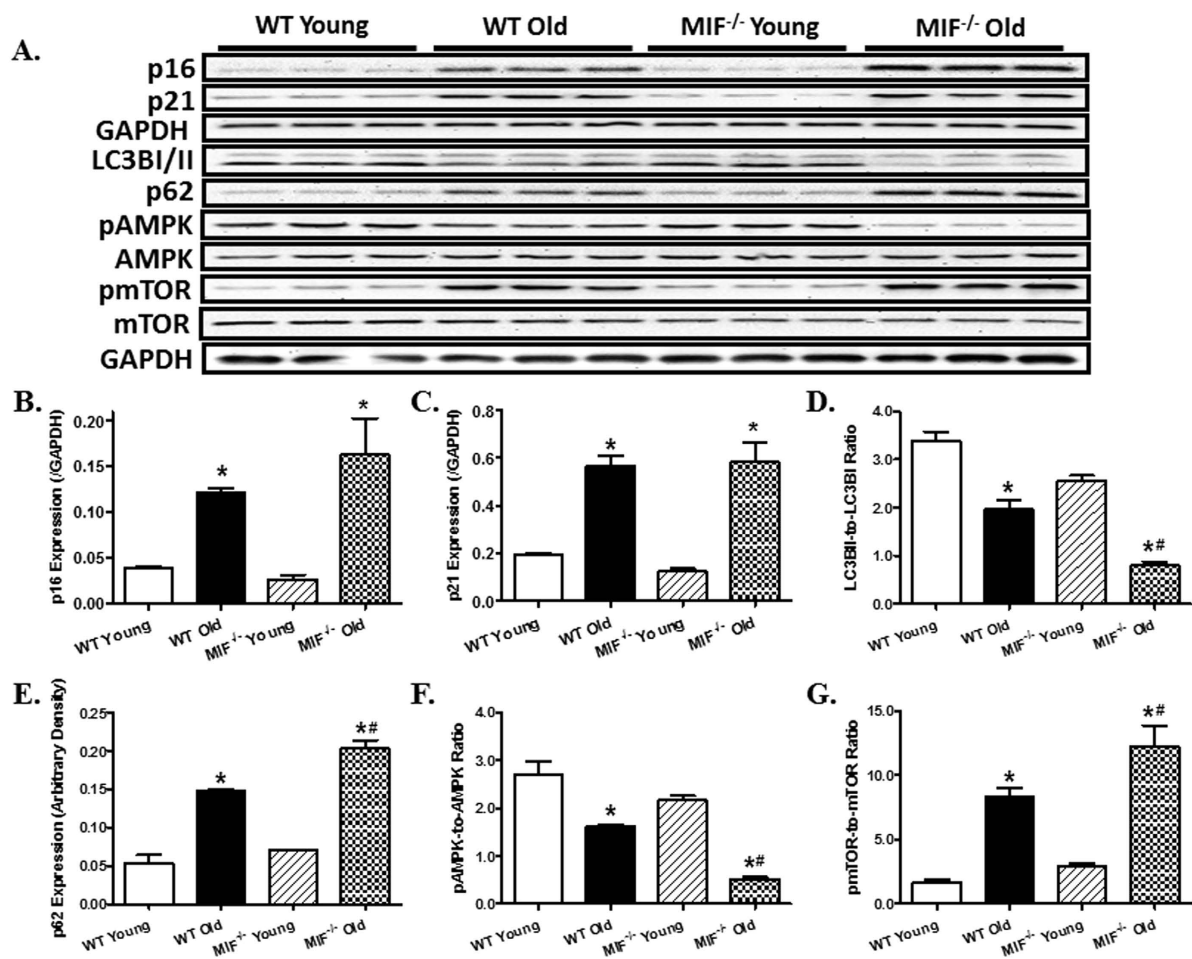 WT Young WT Old MIF-/- Young MIF-/- Old
A.
p16
p21
GAPDH
LC3BI/II
p62
pAMPK
AMPK
pmTOR
mTOR
GAPDH
B.
p16 Expression (/GAPDH)
0.20
0.15
0.10
0.05
0.00
*
*
WT Young
WT Old
MIF-/- Young
MIF-/- Old
C.
p21 Expression (/GAPDH)
0.8
0.6
0.4
0.2
0.0
*
*
WT Young
WT Old
MIF-/- Young
MIF-/- Old
D.
LC3BII-to-LC3BI Ratio
4.0
3.0
2.0
1.0
0.0
*
*#
WT Young
WT Old
MIF-/- Young
MIF-/- Old
E.
p62 Expression (Arbitrary Density)
0.25
0.20
0.15
0.10
0.05
0.00
*
*#
WT Young
WT Old
MIF-/- Young
MIF-/- Old
F.
pAMPK-to-AMPK Ratio
4.0
3.0
2.0
1.0
0.0
*
*#
WT Young
WT Old
MIF-/- Young
MIF-/- Old
G.
pmTOR-to-mTOR Ratio
15.0
10.0
5.0
0.0
*
*#
WT Young
WT Old
MIF-/- Young
MIF-/- Old